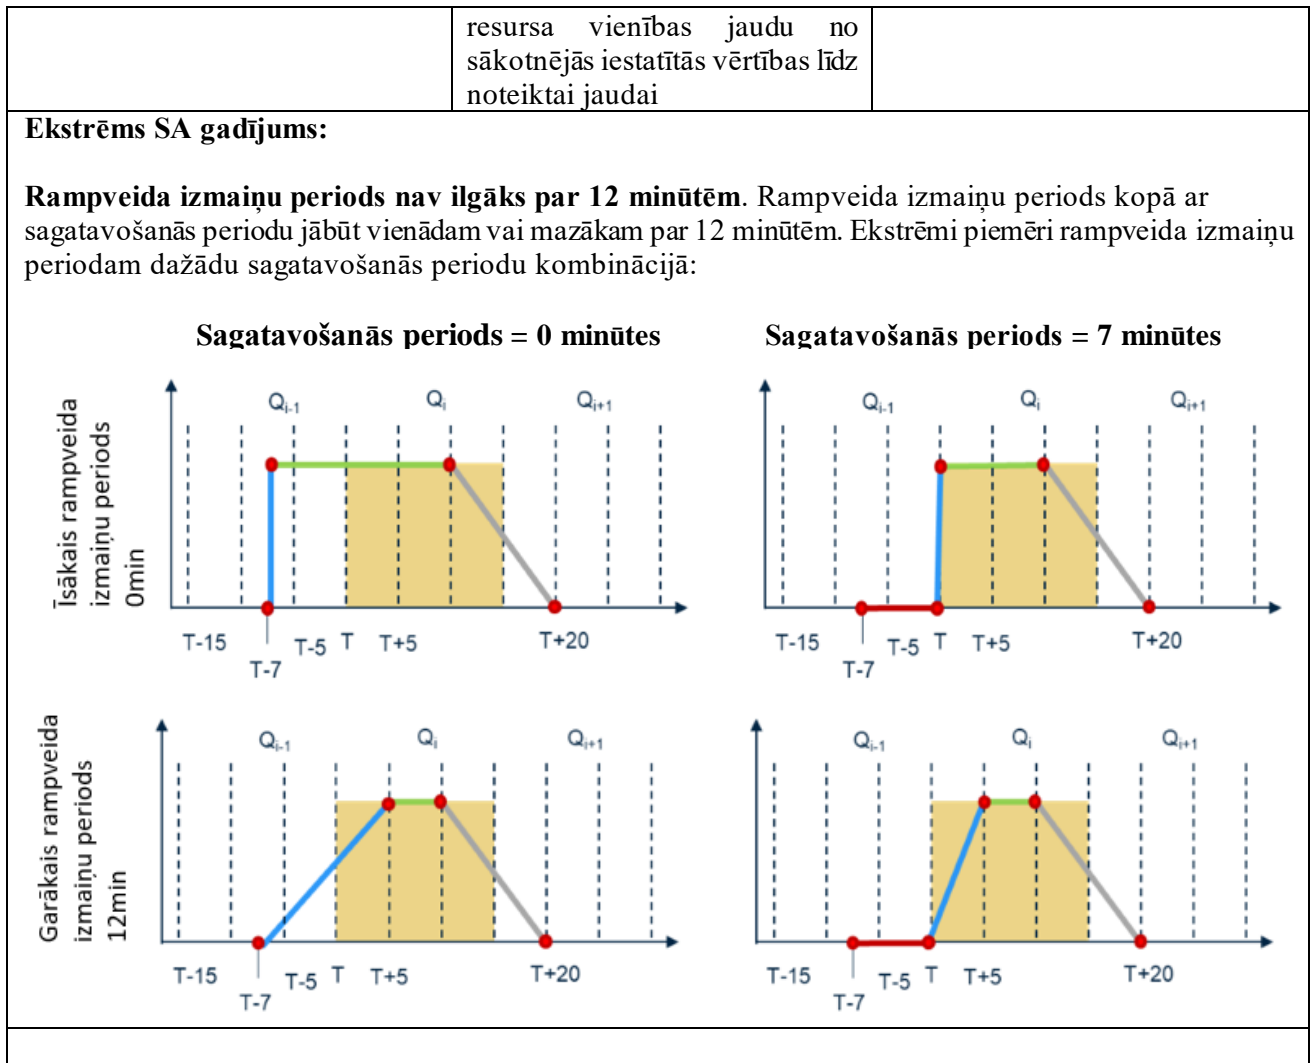 resursa vienības jaudu no
sākotnējās iestatītās vērtības līdz
noteiktai jaudai
Ekstrēms SA gadījums:
Rampveida izmaiņu periods nav ilgāks par 12 minūtēm. Rampveida izmaiņu periods kopā ar
sagatavošanās periodu jābūt vienādam vai mazākam par 12 minūtēm. Ekstrēmi piemēri rampveida izmaiņu
periodam dažādu sagatavošanās periodu kombinācijā:
Sagatavošanās periods = 0 minūtes
Sagatavošanās periods = 7 minūtes
Īsākais rampveida
izmaiņu periods
0min
Qi-1
Qi
Qi+1
T-15
T-7
T-5
T
T+5
T+20
Qi-1
Qi
Qi+1
T-15
T-7
T-5
T
T+5
T+20
Garākais rampveida
izmaiņu periods
12min
Qi-1
Qi
Qi+1
T-15
T-7
T-5
T
T+5
T+20
Qi-1
Qi
Qi+1
T-15
T-7
T-5
T
T+5
T+20